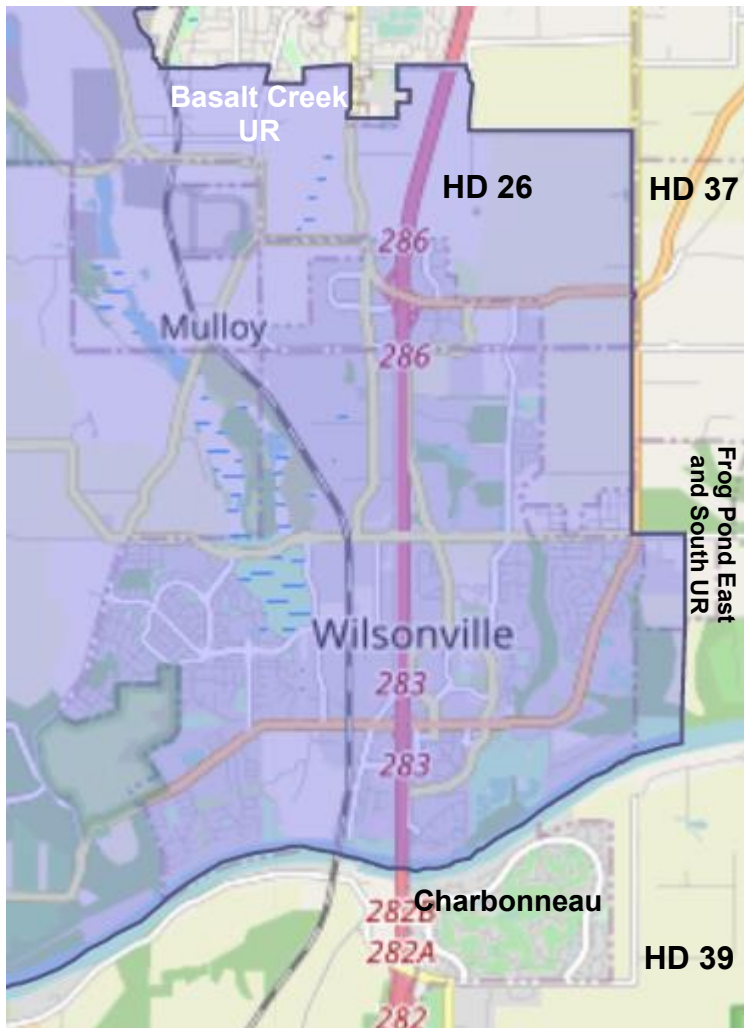 Basalt Creek
UR
HD 26
HD 37
286
Mulloy
286
Frog Pond East
and South UR
Wilsonville
283
283
Charbonneau
282B
282A
HD 39
282